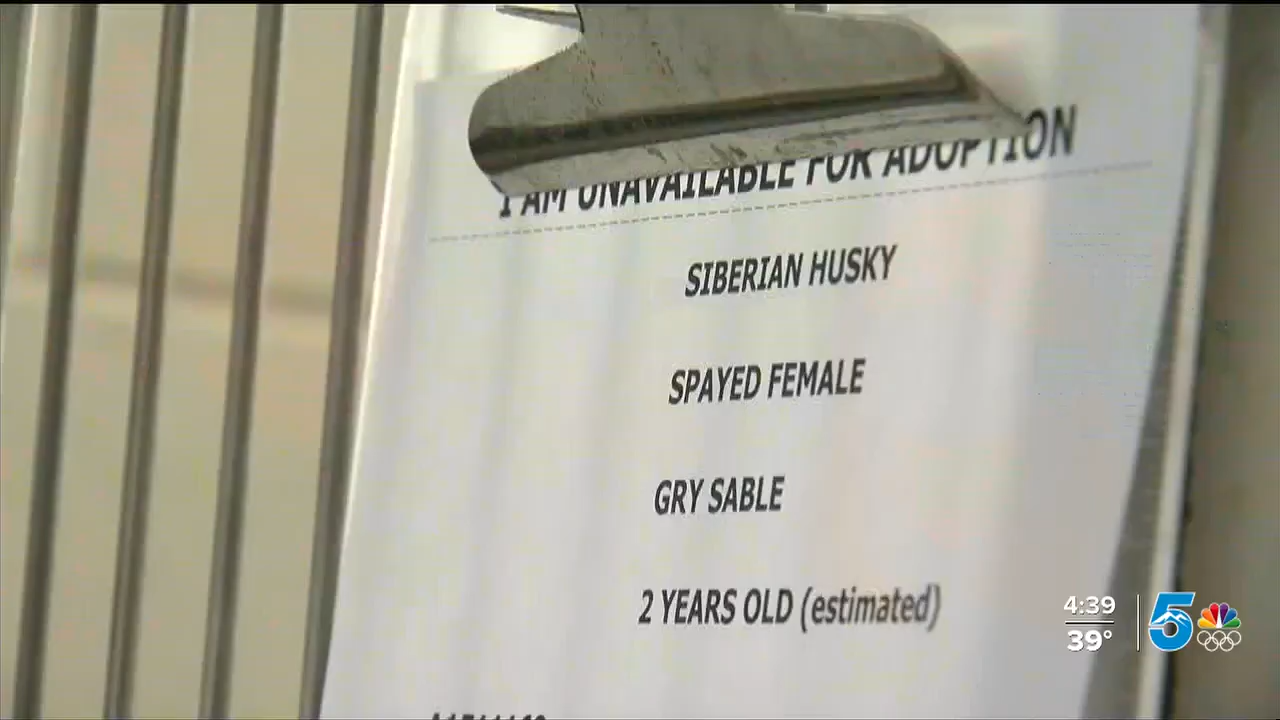 I AM UNAVAILABLE FOR ADOPTION
SIBERIAN HUSKY
SPAYED FEMALE
GRY SABLE
2 YEARS OLD (estimated)
4:39
39°
5